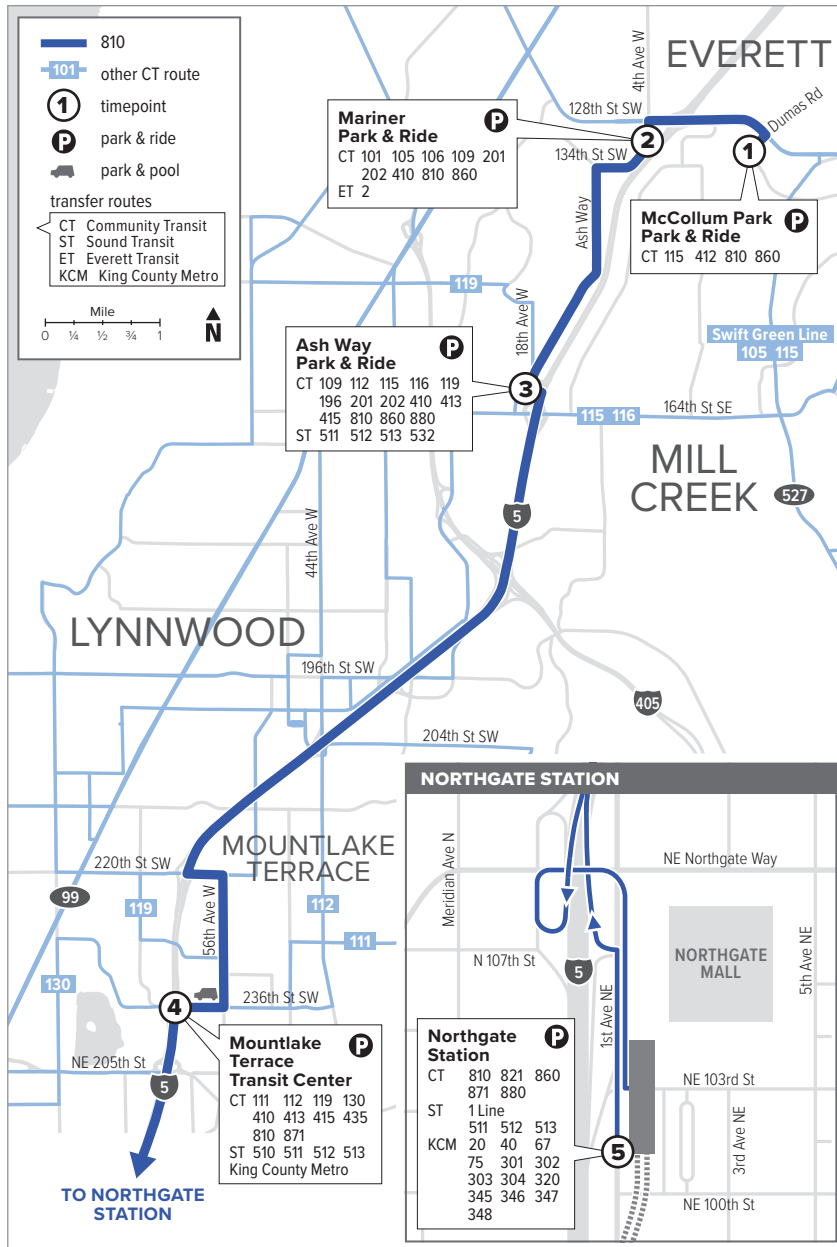 810
101 other CT route
1 timepoint
P park & ride
park & pool
transfer routes
CT Community Transit
ST Sound Transit
ET Everett Transit
KCM King County Metro
Mile
0 ¼ ½ ¾ 1
N
EVERETT
4th Ave W
128th St SW
Dumas Rd
Mariner
Park & Ride
P
CT 101 105 106 109 201
202 410 810 860
ET 2
2
1
134th St SW
Ash Way
McCollum Park
Park & Ride
P
CT 115 412 810 860
119
18th Ave W
Swift Green Line
105 115
Ash Way
Park & Ride
P
CT 109 112 115 116 119
196 201 202 410 413
415 810 860 880
ST 511 512 513 532
3
115 116
164th St SE
MILL
CREEK
527
5
44th Ave W
LYNNWOOD
196th St SW
405
204th St SW
MOUNTLAKE
TERRACE
220th St SW
99
119
56th Ave W
112
111
130
236th St SW
4
NE 205th St
5
Mountlake
Terrace
Transit Center
P
CT 111 112 119 130
410 413 415 435
810 871
ST 510 511 512 513
King County Metro
TO NORTHGATE
STATION
NORTHGATE STATION
Meridian Ave N
NE Northgate Way
N 107th St
5
1st Ave NE
NORTHGATE
MALL
5th Ave NE
Northgate
Station
P
CT 810 821 860
871 880
ST 1 Line
511 512 513
KCM 20 40 67
75 301 302
303 304 320
345 346 347
348
5
NE 103rd St
3rd Ave NE
NE 100th St